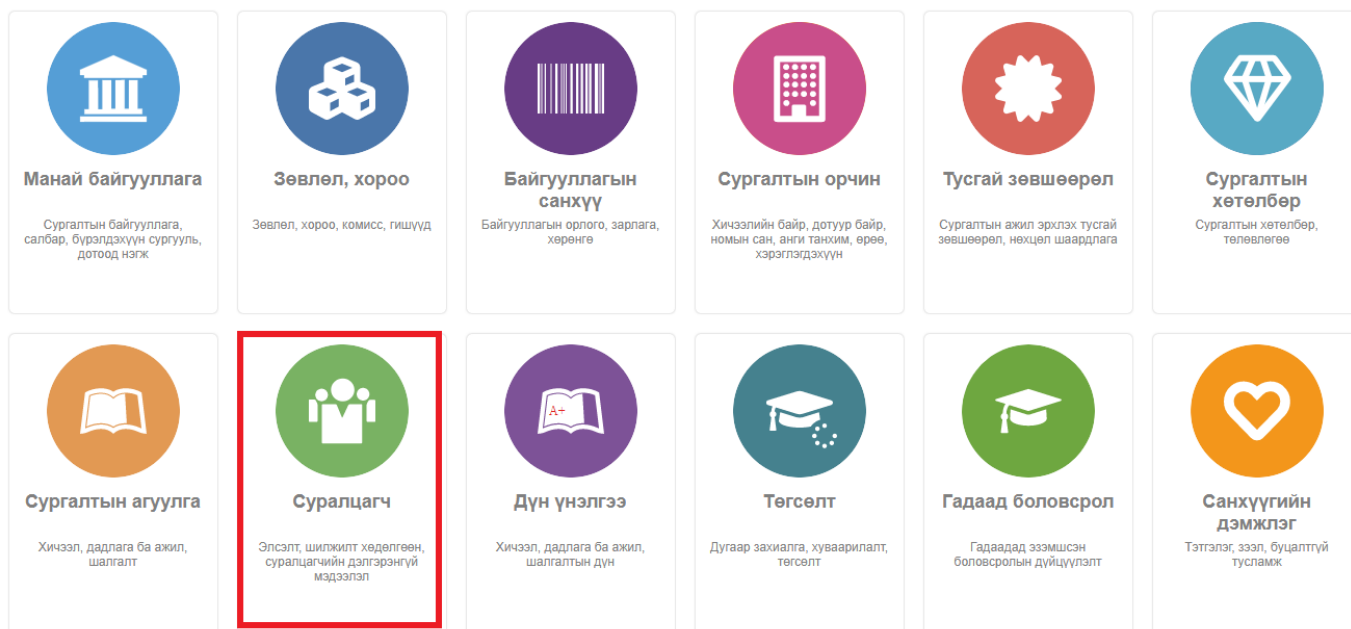 Манай байгууллага
Сургалтын байгууллага,
салбар, бүрэлдэхүүн сургууль,
дотоод нэгж
Зөвлөл, хороо
Зөвлөл, хороо, комисс, гишүүд
Байгууллагын
санхүү
Байгууллагын орлого, зарлага,
хөрөнгө
Сургалтын орчин
Хичээлийн байр, дотуур байр,
номын сан, анги танхим, өрөө,
хэрэглэгдэхүүн
Тусгай зөвшөөрөл
Сургалтын ажил эрхлэх тусгай
зөвшөөрөл, нөхцөл шаардлага
Сургалтын
хөтөлбөр
Сургалтын хөтөлбөр,
төлөвлөгөө
Сургалтын агуулга
Хичээл, дадлага ба ажил,
шалгалт
Суралцагч
Элсэлт, шилжилт хөдөлгөөн,
суралцагчийн дэлгэрэнгүй
мэдээлэл
A+
Дүн үнэлгээ
Хичээл, дадлага ба ажил,
шалгалтын дүн
Төгсөлт
Дугаар захиалга, хуваарилалт,
төгсөлт
Гадаад боловсрол
Гадаадад эзэмшсэн
боловсролын дүйцүүлэлт
Санхүүгийн
дэмжлэг
Тэтгэлэг, зээл, буцалтгүй
тусламж